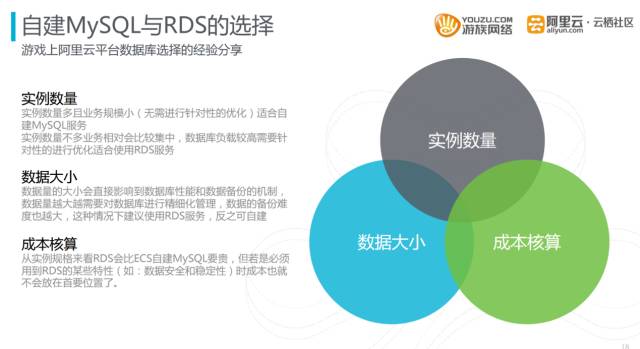 自建MySQL与RDS的选择
游戏上阿里云平台数据库选择的经验分享
YOUZU.COM
游族网络
阿里云
aliyun.com
云栖社区
实例数量
实例数量多且业务规模小（无需进行针对性的优化）适合自
建MySQL服务
实例数量不多业务相对会比较集中，数据库负载较高需要针
对性的进行优化适合使用RDS服务
数据大小
数据量的大小会直接影响到数据库性能和数据备份的机制，
数据量越大越需要对数据库进行精细化管理，数据的备份难
度也越大，这种情况下建议使用RDS服务，反之可自建
成本核算
从实例规格来看RDS会比ECS自建MySQL要贵，但若是必须
用到RDS的某些特性（如：数据安全和稳定性）时成本也就
不会放在首要位置了。
实例数量
数据大小
成本核算